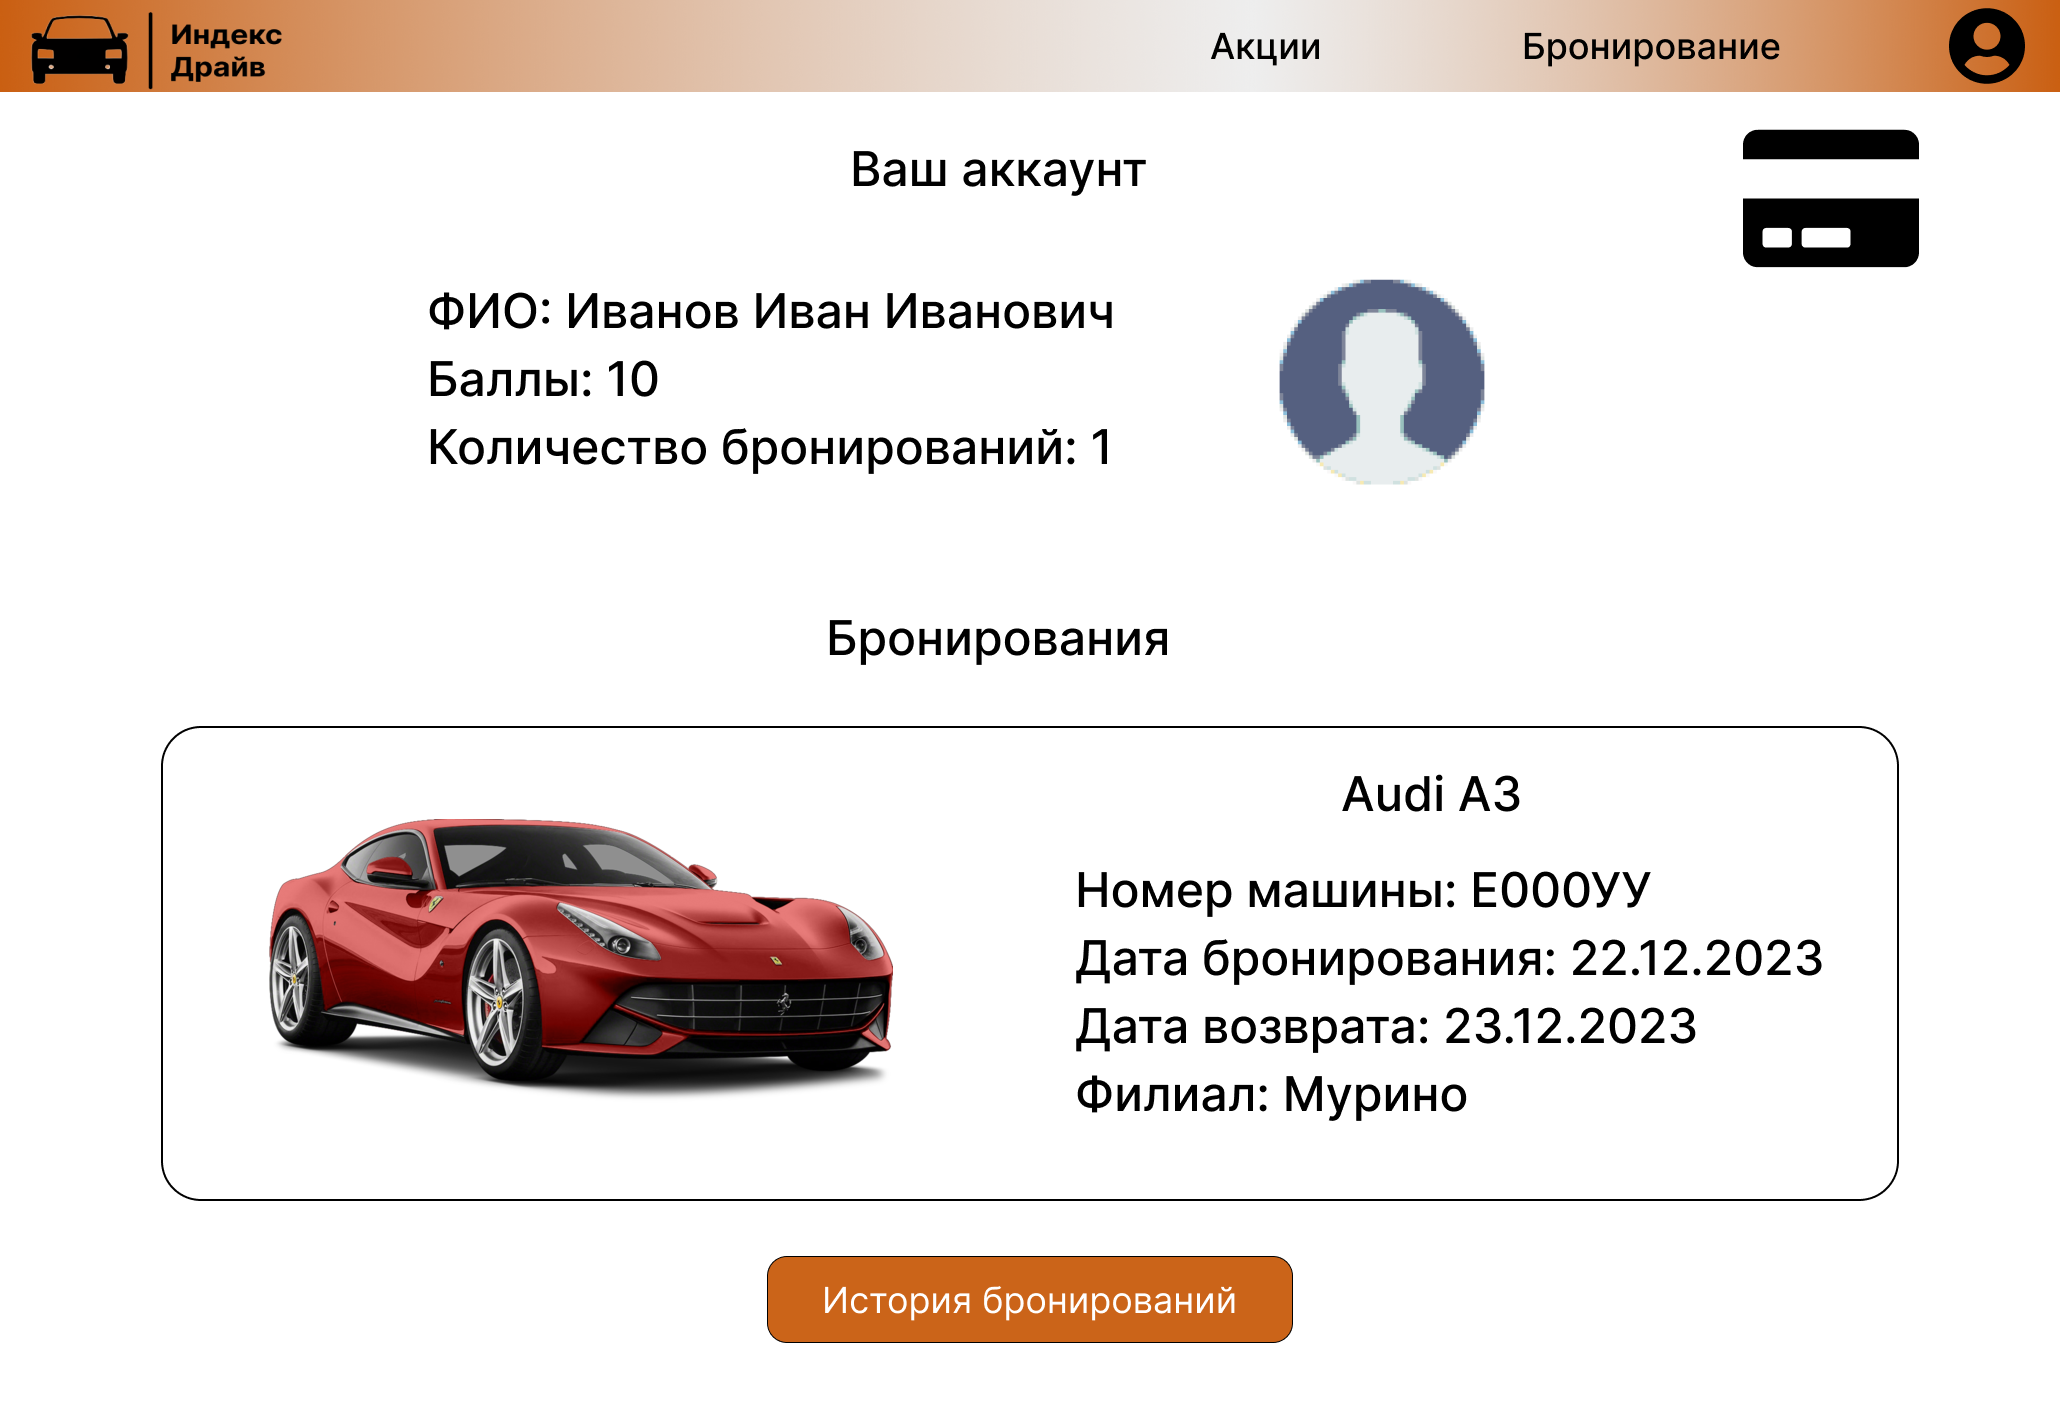 Индекс
Драйв
Акции
Бронирование
Ваш аккаунт
ФИО: Иванов Иван Иванович
Баллы: 10
Количество бронирований: 1
Бронирования
Audi A3
Номер машины: Е000УУ
Дата бронирования: 22.12.2023
Дата возврата: 23.12.2023
Филиал: Мурино
История бронирований